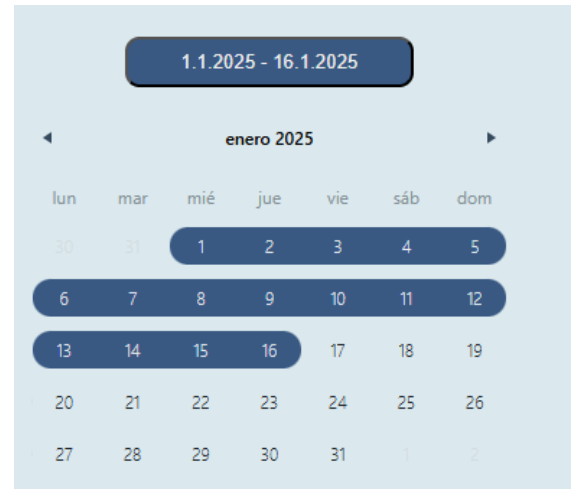 1.1.2025 - 16.1.2025
enero 2025
lun mar mié jue vie sáb dom
30 31 1 2 3 4 5
6 7 8 9 10 11 12
13 14 15 16 17 18 19
20 21 22 23 24 25 26
27 28 29 30 31 1 2